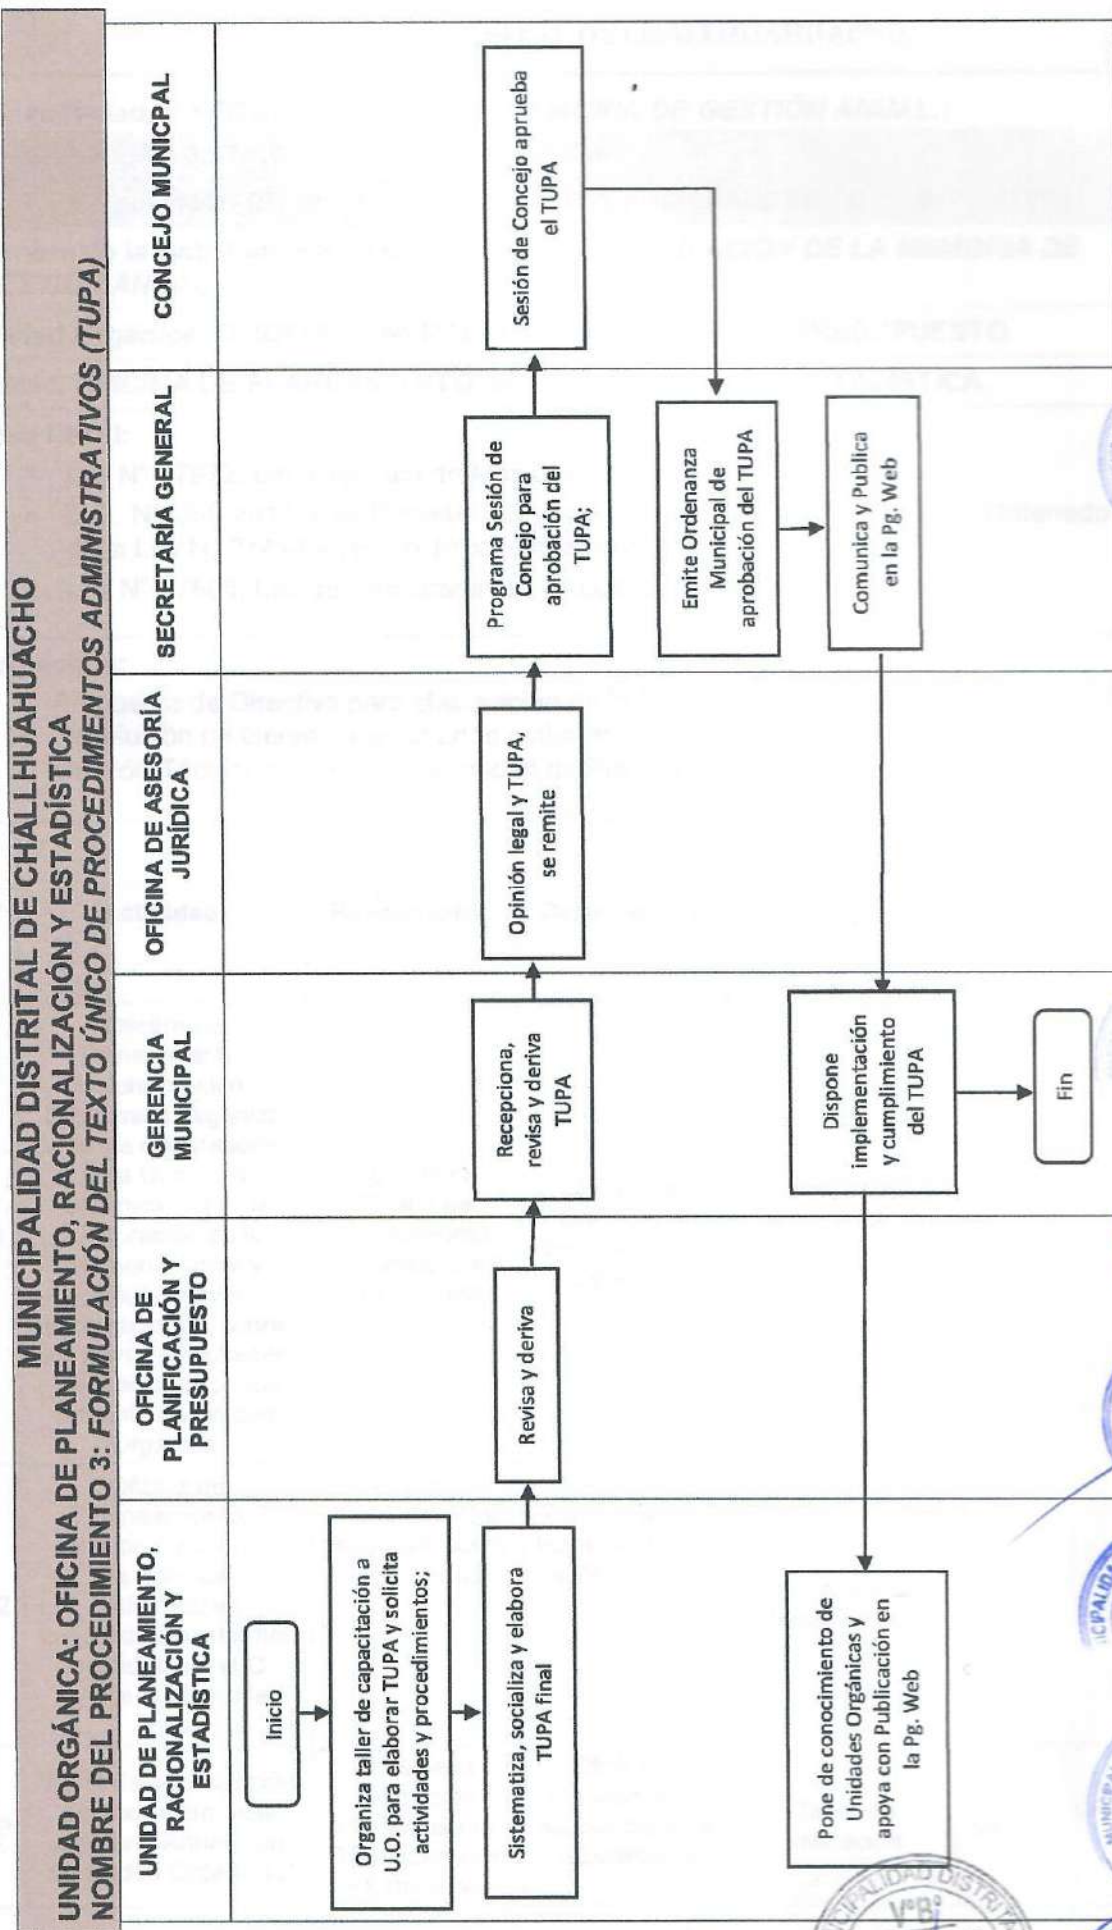 MUNICIPALIDAD DISTRITAL DE CHALLHUAHUACHO
UNIDAD ORGÁNICA: OFICINA DE PLANEAMIENTO, RACIONALIZACIÓN Y ESTADÍSTICA
NOMBRE DEL PROCEDIMIENTO 3: FORMULACIÓN DEL TEXTO ÚNICO DE PROCEDIMIENTOS ADMINISTRATIVOS (TUPA)
UNIDAD DE PLANEAMIENTO,
RACIONALIZACIÓN Y
ESTADÍSTICA
OFICINA DE
PLANIFICACIÓN Y
PRESUPUESTO
GERENCIA
MUNICIPAL
OFICINA DE ASESORÍA
JURÍDICA
SECRETARÍA GENERAL
CONCEJO MUNICPAL
Inicio
Organiza taller de capacitación a
U.O. para elaborar TUPA y solicita
actividades y procedimientos;
Sistematiza, socializa y elabora
TUPA final
Revisa y deriva
Recepciona,
revisa y deriva
TUPA
Opinión legal y TUPA,
se remite
Programa Sesión de
Concejo para
aprobación del
TUPA;
Sesión de Concejo aprueba
el TUPA
Emite Ordenanza
Municipal de
aprobación del TUPA
Comunica y Publica
en la Pg. Web
Dispone
implementación
y cumplimiento
del TUPA
Pone de conocimiento de
Unidades Orgánicas y
apoya con Publicación en
la Pg. Web
Fin
CIPALIDAD DISTRITA
V°B°
ICIPALIDA
MUNICIPAL